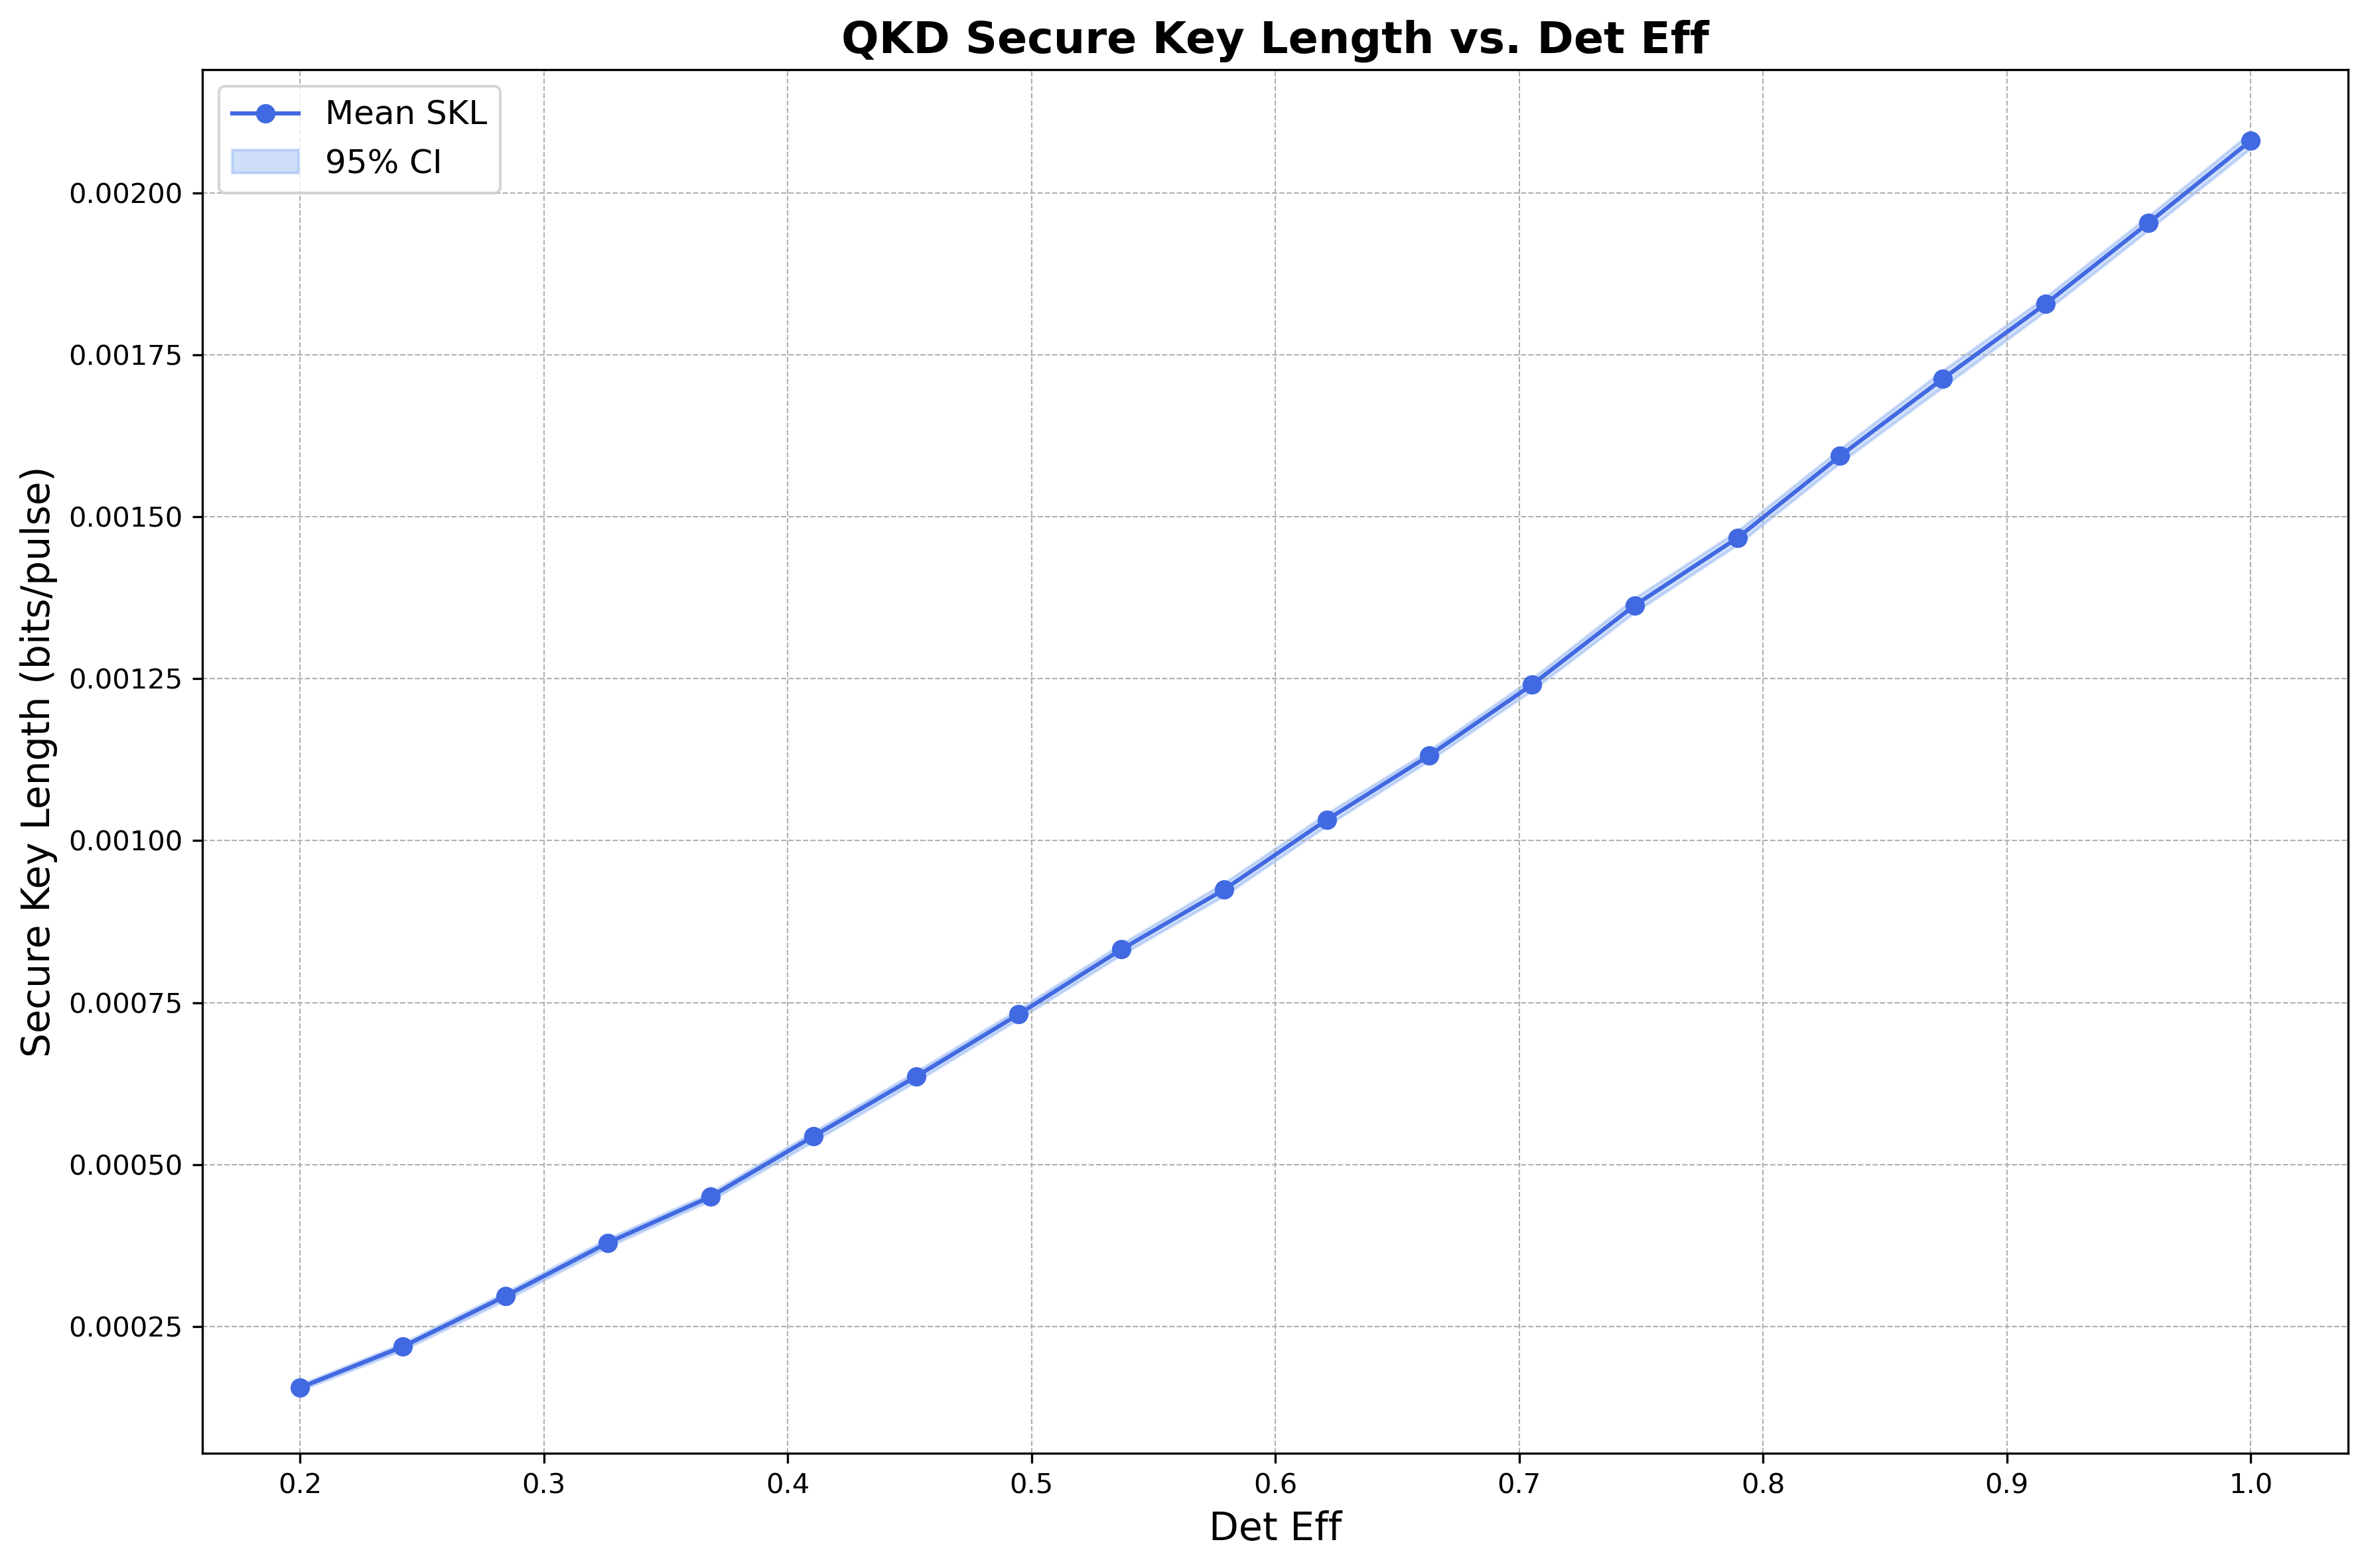 QKD Secure Key Length vs. Det Eff
Mean SKL
95% CI
Secure Key Length (bits/pulse)
0.00200
0.00175
0.00150
0.00125
0.00100
0.00075
0.00050
0.00025
0.2 0.3 0.4 0.5 0.6 0.7 0.8 0.9 1.0
Det Eff